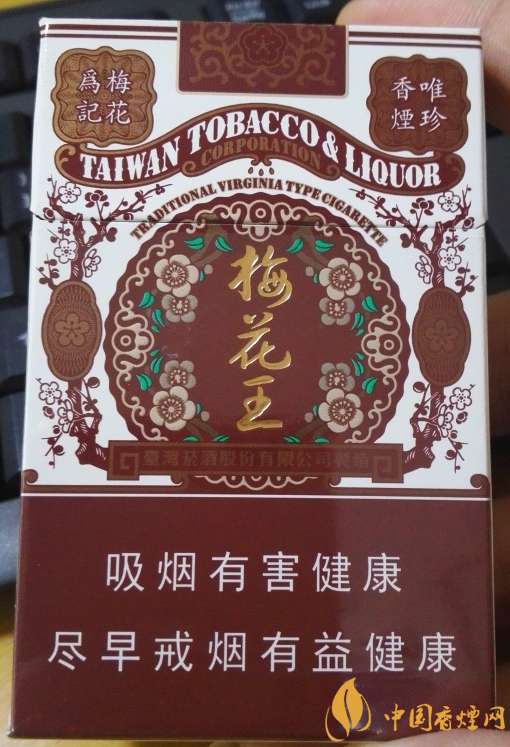 梅花爲記
唯珍香煙
TAIWAN TOBACCO & LIQUOR
CORPORATION
TRADITIONAL VIRGINIA TYPE CIGARETTE
梅花王
臺灣菸酒股份有限公司製造
吸烟有害健康
尽早戒烟有益健康
中国香煙网